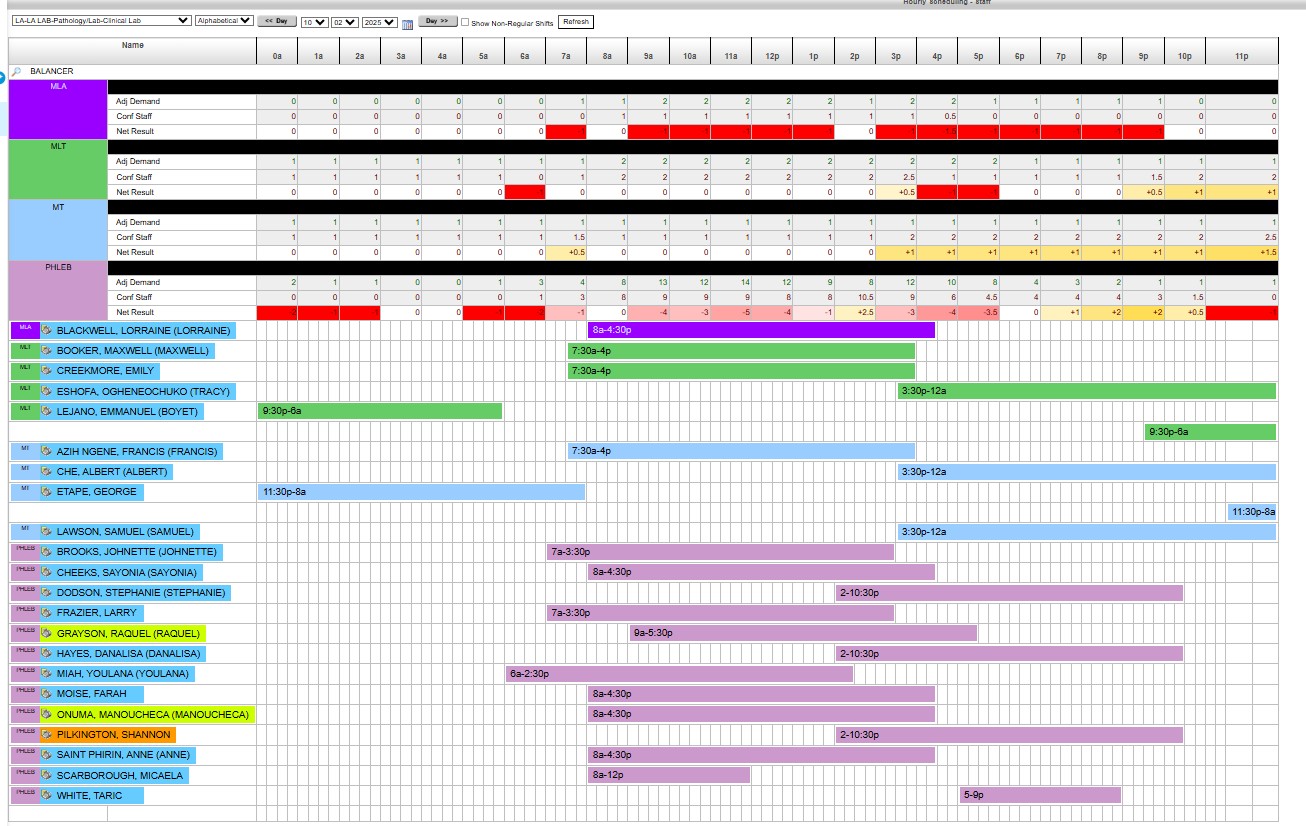 Hourly Scheduling - Staff
LA-LA LAB-Pathology/Lab-Clinical Lab Alphabetical << Day 10 02 2025 Day >> Show Non-Regular Shifts Refresh
Name 0a 1a 2a 3a 4a 5a 6a 7a 8a 9a 10a 11a 12p 1p 2p 3p 4p 5p 6p 7p 8p 9p 10p 11p
BALANCER
MLA
Adj Demand 0 0 0 0 0 0 0 1 1 2 2 2 2 2 1 2 2 1 1 1 1 1 0 0
Conf Staff 0 0 0 0 0 0 0 0 1 1 1 1 1 1 1 1 0.5 0 0 0 0 0 0 0
Net Result 0 0 0 0 0 0 0 0 0 0 0
MLT
Adj Demand 1 1 1 1 1 1 1 1 2 2 2 2 2 2 2 2 2 2 1 1 1 1 1 1
Conf Staff 1 1 1 1 1 1 0 1 2 2 2 2 2 2 2 2.5 1 1 1 1 1 1.5 2 2
Net Result 0 0 0 0 0 0 0 0 0 0 0 0 0 0 +0.5 0 0 0 +0.5 +1 +1
MT
Adj Demand 1 1 1 1 1 1 1 1 1 1 1 1 1 1 1 1 1 1 1 1 1 1 1 1
Conf Staff 1 1 1 1 1 1 1 1.5 1 1 1 1 1 1 1 2 2 2 2 2 2 2 2 2.5
Net Result 0 0 0 0 0 0 0 +0.5 0 0 0 0 0 0 0 +1 +1 +1 +1 +1 +1 +1 +1 +1.5
PHLEB
Adj Demand 2 1 1 0 0 1 3 4 8 13 12 14 12 9 8 12 10 8 4 3 2 1 1 1
Conf Staff 0 0 0 0 0 0 1 3 8 9 9 9 8 8 10.5 9 6 4.5 4 4 4 3 1.5 0
Net Result -2 -1 -1 0 0 -1 -2 -1 0 -4 -3 -5 -4 -1 +2.5 -3 -4 -3.5 0 +1 +2 +2 +0.5 -1
MLA BLACKWELL, LORRAINE (LORRAINE) 8a-4:30p
MLT BOOKER, MAXWELL (MAXWELL) 7:30a-4p
MLT CREEKMORE, EMILY 7:30a-4p
MLT ESHOFA, OGHENEOCHUKO (TRACY) 3:30p-12a
MLT LEJANO, EMMANUEL (BOYET) 9:30p-6a
9:30p-6a
MT AZIH NGENE, FRANCIS (FRANCIS) 7:30a-4p
MT CHE, ALBERT (ALBERT) 3:30p-12a
MT ETAPE, GEORGE 11:30p-8a
11:30p-8a
MT LAWSON, SAMUEL (SAMUEL) 3:30p-12a
PHLEB BROOKS, JOHNETTE (JOHNETTE) 7a-3:30p
PHLEB CHEEKS, SAYONIA (SAYONIA) 8a-4:30p
PHLEB DODSON, STEPHANIE (STEPHANIE) 2-10:30p
PHLEB FRAZIER, LARRY 7a-3:30p
PHLEB GRAYSON, RAQUEL (RAQUEL) 9a-5:30p
PHLEB HAYES, DANALISA (DANALISA) 2-10:30p
PHLEB MIAH, YOULANA (YOULANA) 6a-2:30p
PHLEB MOISE, FARAH 8a-4:30p
PHLEB ONUMA, MANOUCHECA (MANOUCHECA) 8a-4:30p
PHLEB PILKINGTON, SHANNON 2-10:30p
PHLEB SAINT PHIRIN, ANNE (ANNE) 8a-4:30p
PHLEB SCARBOROUGH, MICAELA 8a-12p
PHLEB WHITE, TARIC 5-9p